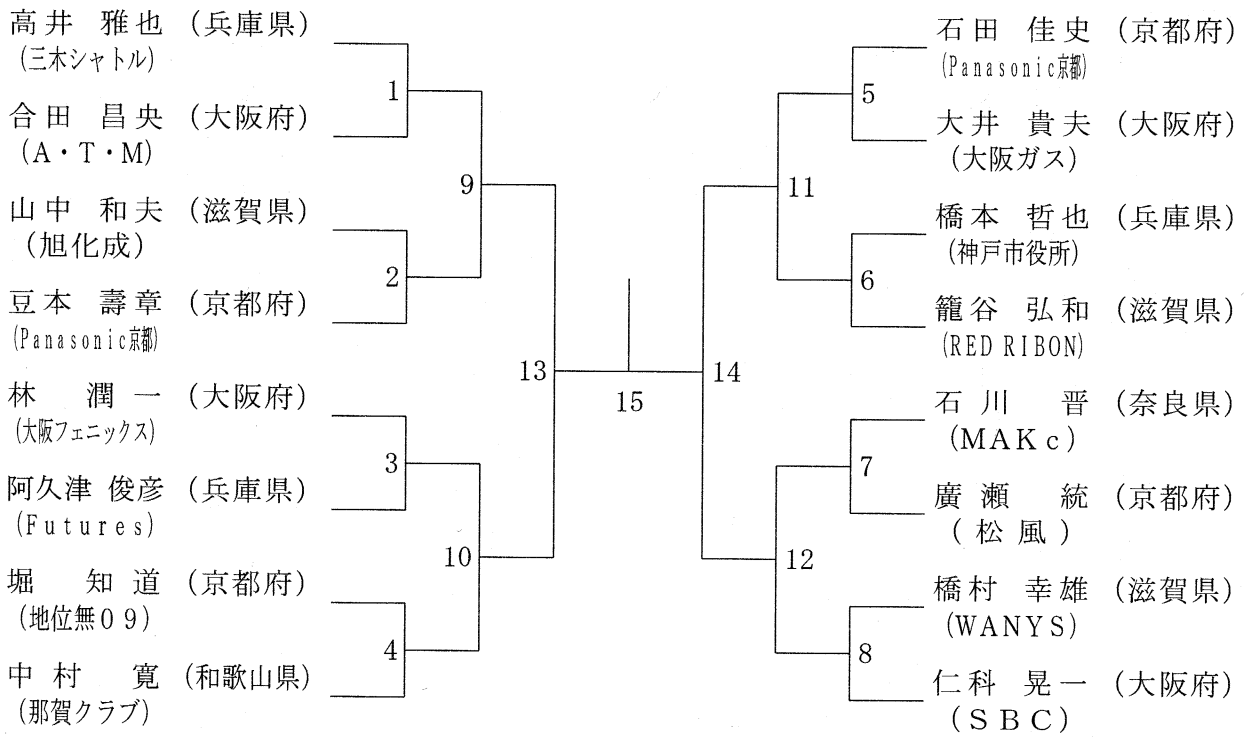 高井 雅也 (兵庫県)
(三木シャトル)
1
合田 昌央 (大阪府)
(A・T・M)
9
山中 和夫 (滋賀県)
(旭化成)
2
豆本 壽章 (京都府)
(Panasonic京都)
13
林 潤一 (大阪府)
(大阪フェニックス)
3
阿久津 俊彦 (兵庫県)
(Futures)
10
堀 知道 (京都府)
(地位無09)
4
中村 寛 (和歌山県)
(那賀クラブ)
15
石田 佳史 (京都府)
(Panasonic京都)
5
大井 貴夫 (大阪府)
(大阪ガス)
11
橋本 哲也 (兵庫県)
(神戸市役所)
6
籠谷 弘和 (滋賀県)
(RED RIBON)
14
石川 晋 (奈良県)
(MAKc)
7
廣瀬 統 (京都府)
(松風)
12
橋村 幸雄 (滋賀県)
(WANYS)
8
仁科 晃一 (大阪府)
(SBC)